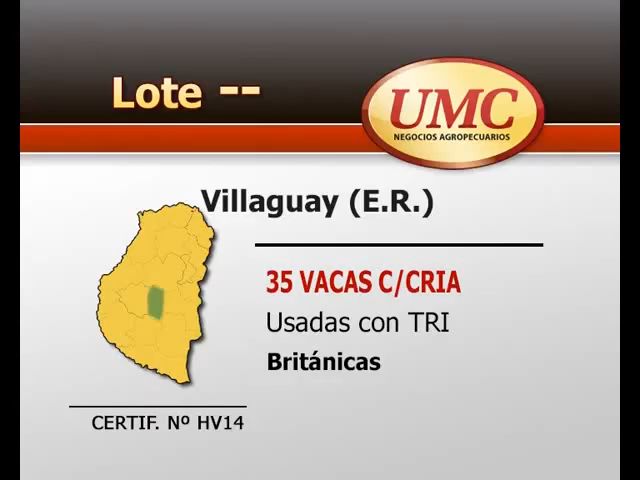 Lote --
UMC
NEGOCIOS AGROPECUARIOS
Villaguay (E.R.)
35 VACAS C/CRIA
Usadas con TRI
Británicas
CERTIF. Nº HV14